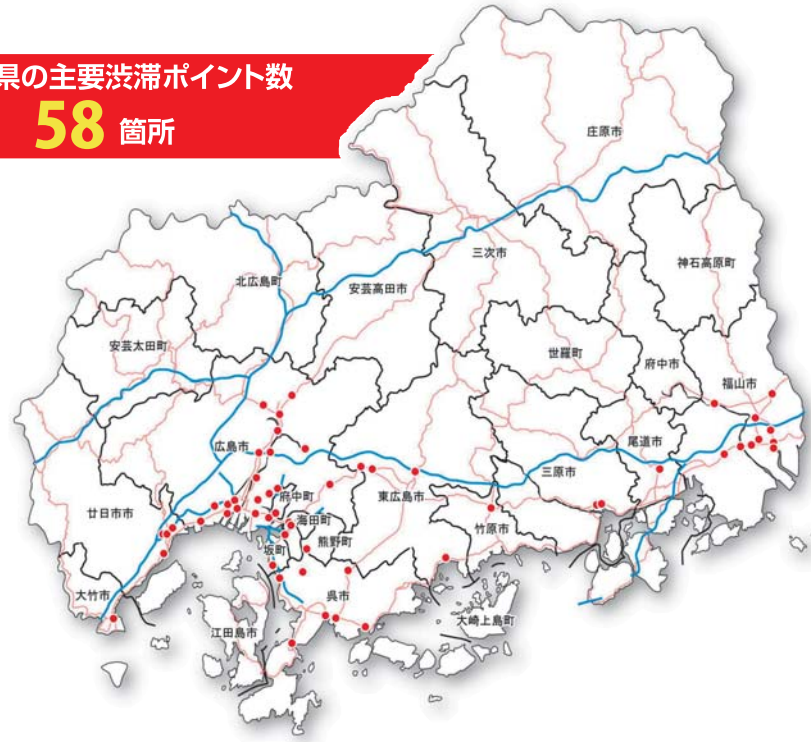 県の主要渋滞ポイント数
58 箇所
庄原市
三次市
神石高原町
北広島町
安芸高田市
安芸太田町
世羅町
府中市
福山市
広島市
尾道市
三原市
廿日市市
府中町
東広島市
海田町
竹原市
熊野町
坂町
大竹市
呉市
江田島市
大崎上島町